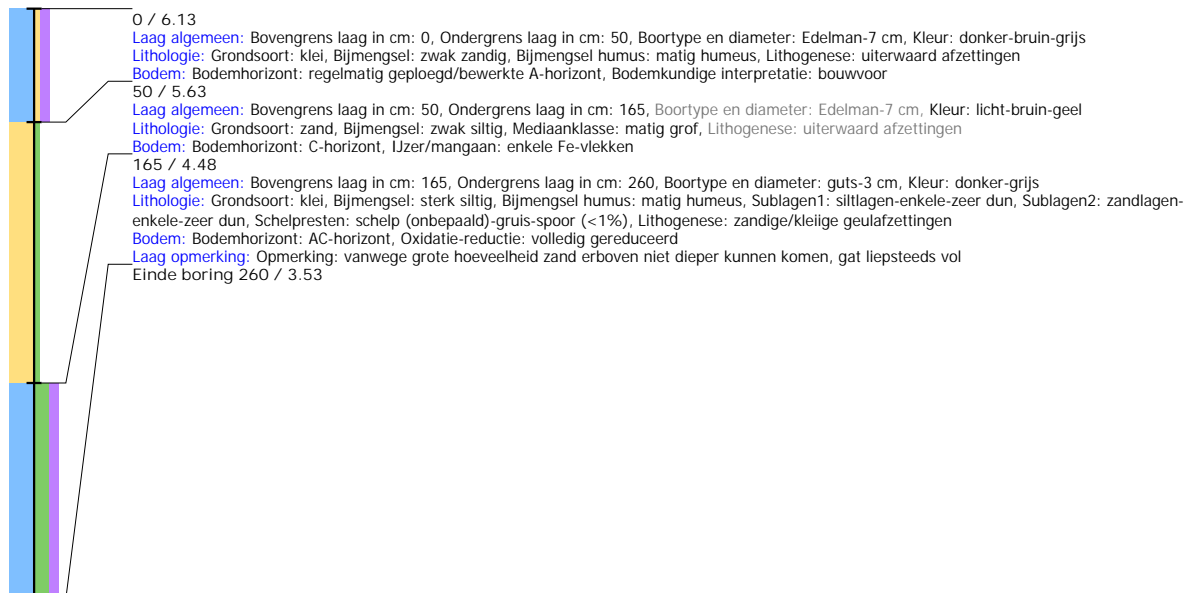 0 / 6.13
Laag algemeen: Bovengrens laag in cm: 0, Ondergrens laag in cm: 50, Boortype en diameter: Edelman-7 cm, Kleur: donker-bruin-grijs
Lithologie: Grondsoort: klei, Bijmengsel: zwak zandig, Bijmengsel humus: matig humeus, Lithogenese: uiterwaard afzettingen
Bodem: Bodemhorizont: regelmatig geploegd/bewerkte A-horizont, Bodemkundige interpretatie: bouwvoor
50 / 5.63
Laag algemeen: Bovengrens laag in cm: 50, Ondergrens laag in cm: 165, Boortype en diameter: Edelman-7 cm, Kleur: licht-bruin-geel
Lithologie: Grondsoort: zand, Bijmengsel: zwak siltig, Mediaanklasse: matig grof, Lithogenese: uiterwaard afzettingen
Bodem: Bodemhorizont: C-horizont, IJzer/mangaan: enkele Fe-vlekken
165 / 4.48
Laag algemeen: Bovengrens laag in cm: 165, Ondergrens laag in cm: 260, Boortype en diameter: guts-3 cm, Kleur: donker-grijs
Lithologie: Grondsoort: klei, Bijmengsel: sterk siltig, Bijmengsel humus: matig humeus, Sublagen1: siltlagen-enkele-zeer dun, Sublagen2: zandlagen-
enkele-zeer dun, Schelpresten: schelp (onbepaald)-gruis-spoor (<1%), Lithogenese: zandige/kleiige geulafzettingen
Bodem: Bodemhorizont: AC-horizont, Oxidatie-reductie: volledig gereduceerd
Laag opmerking: Opmerking: vanwege grote hoeveelheid zand erboven niet dieper kunnen komen, gat liepsteeds vol
Einde boring 260 / 3.53